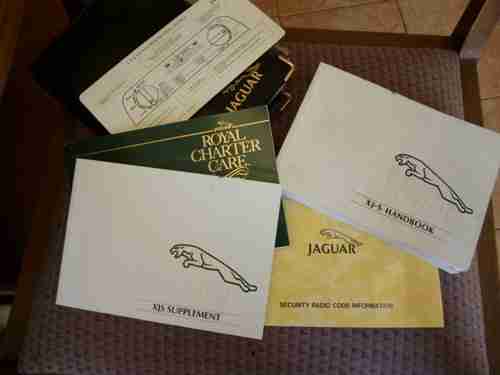 JAGUAR
ROYAL
CHARTER
CARE
XJ-S HANDBOOK
XJS SUPPLEMENT
JAGUAR
SECURITY RADIO CODE INFORMATION